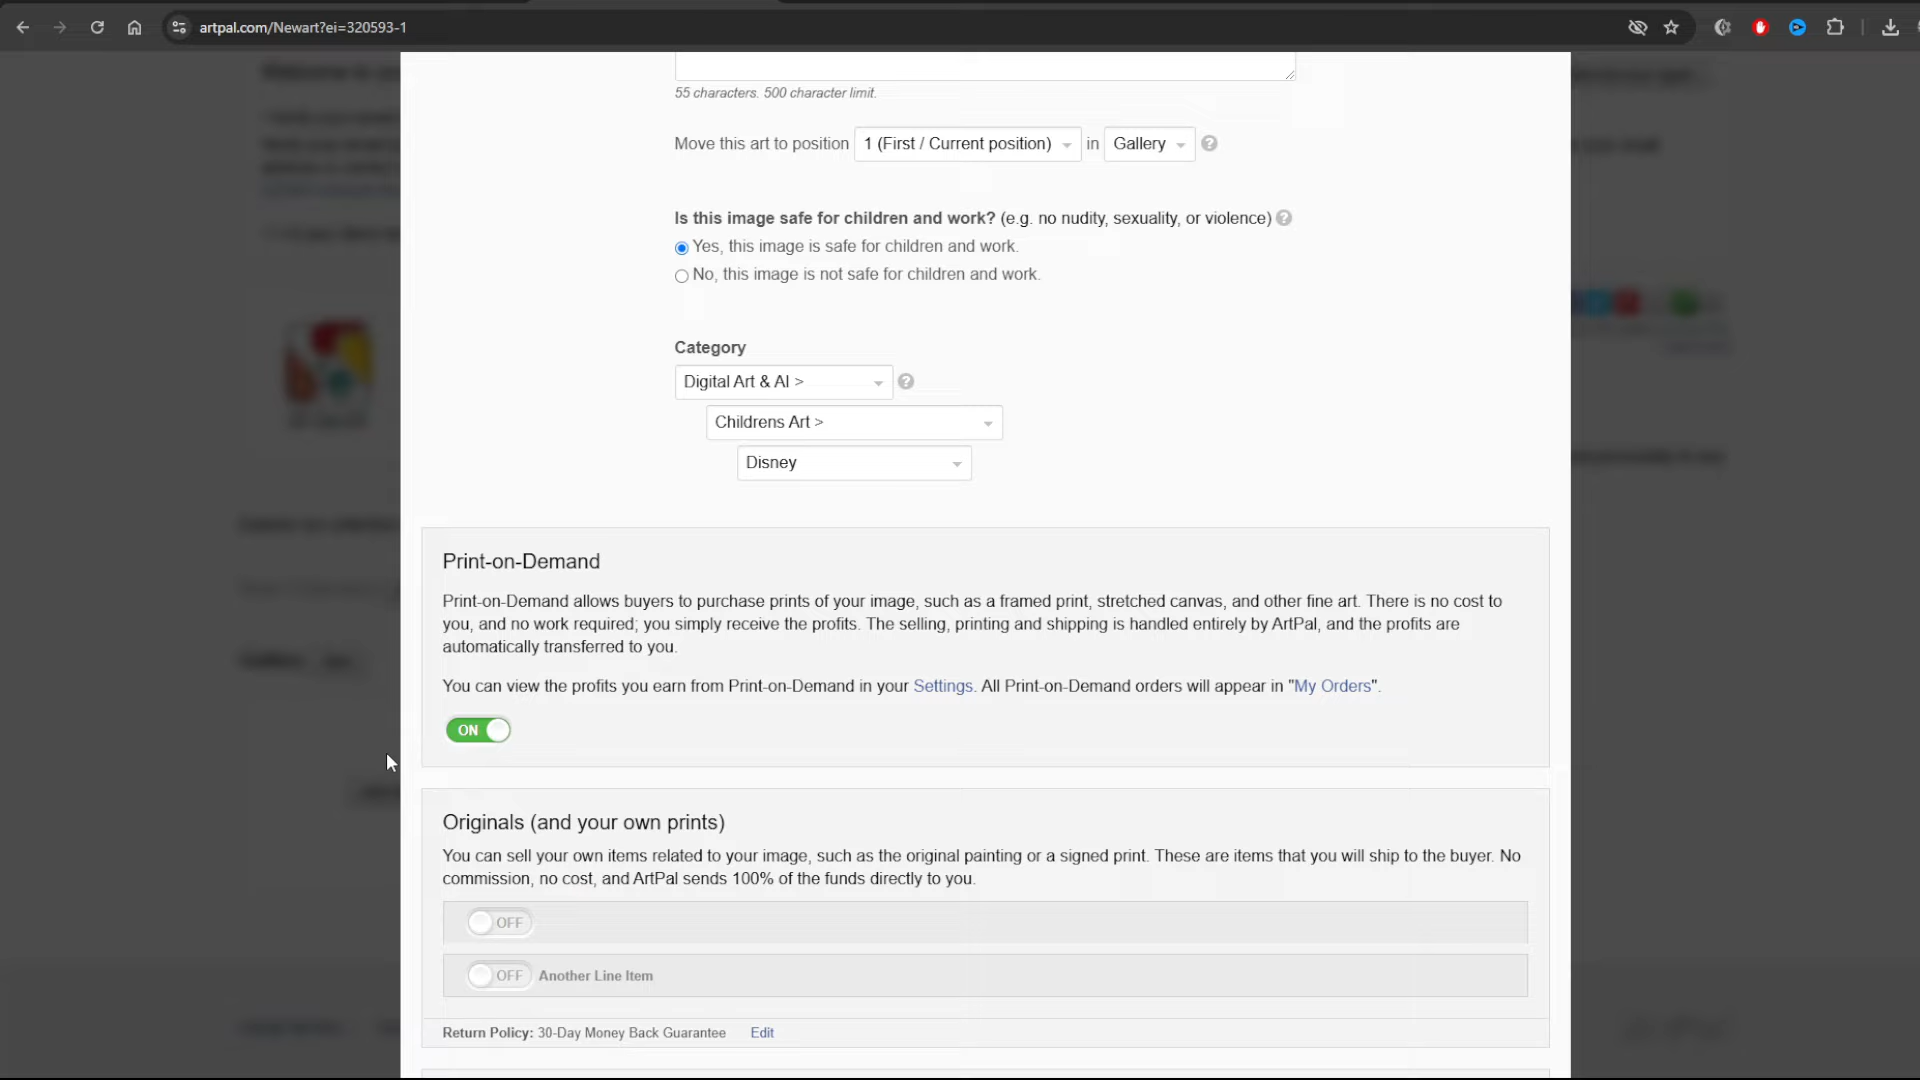 artpal.com/Newart?ei=320593-1
55 characters. 500 character limit.
Move this art to position 1 (First / Current position) in Gallery
Is this image safe for children and work? (e.g. no nudity, sexuality, or violence)
Yes, this image is safe for children and work.
No, this image is not safe for children and work.
Category
Digital Art & AI >
Childrens Art >
Disney
Print-on-Demand
Print-on-Demand allows buyers to purchase prints of your image, such as a framed print, stretched canvas, and other fine art. There is no cost to
you, and no work required; you simply receive the profits. The selling, printing and shipping is handled entirely by ArtPal, and the profits are
automatically transferred to you.
You can view the profits you earn from Print-on-Demand in your Settings. All Print-on-Demand orders will appear in "My Orders".
ON
Originals (and your own prints)
You can sell your own items related to your image, such as the original painting or a signed print. These are items that you will ship to the buyer. No
commission, no cost, and ArtPal sends 100% of the funds directly to you.
OFF
OFF Another Line Item
Return Policy: 30-Day Money Back Guarantee Edit